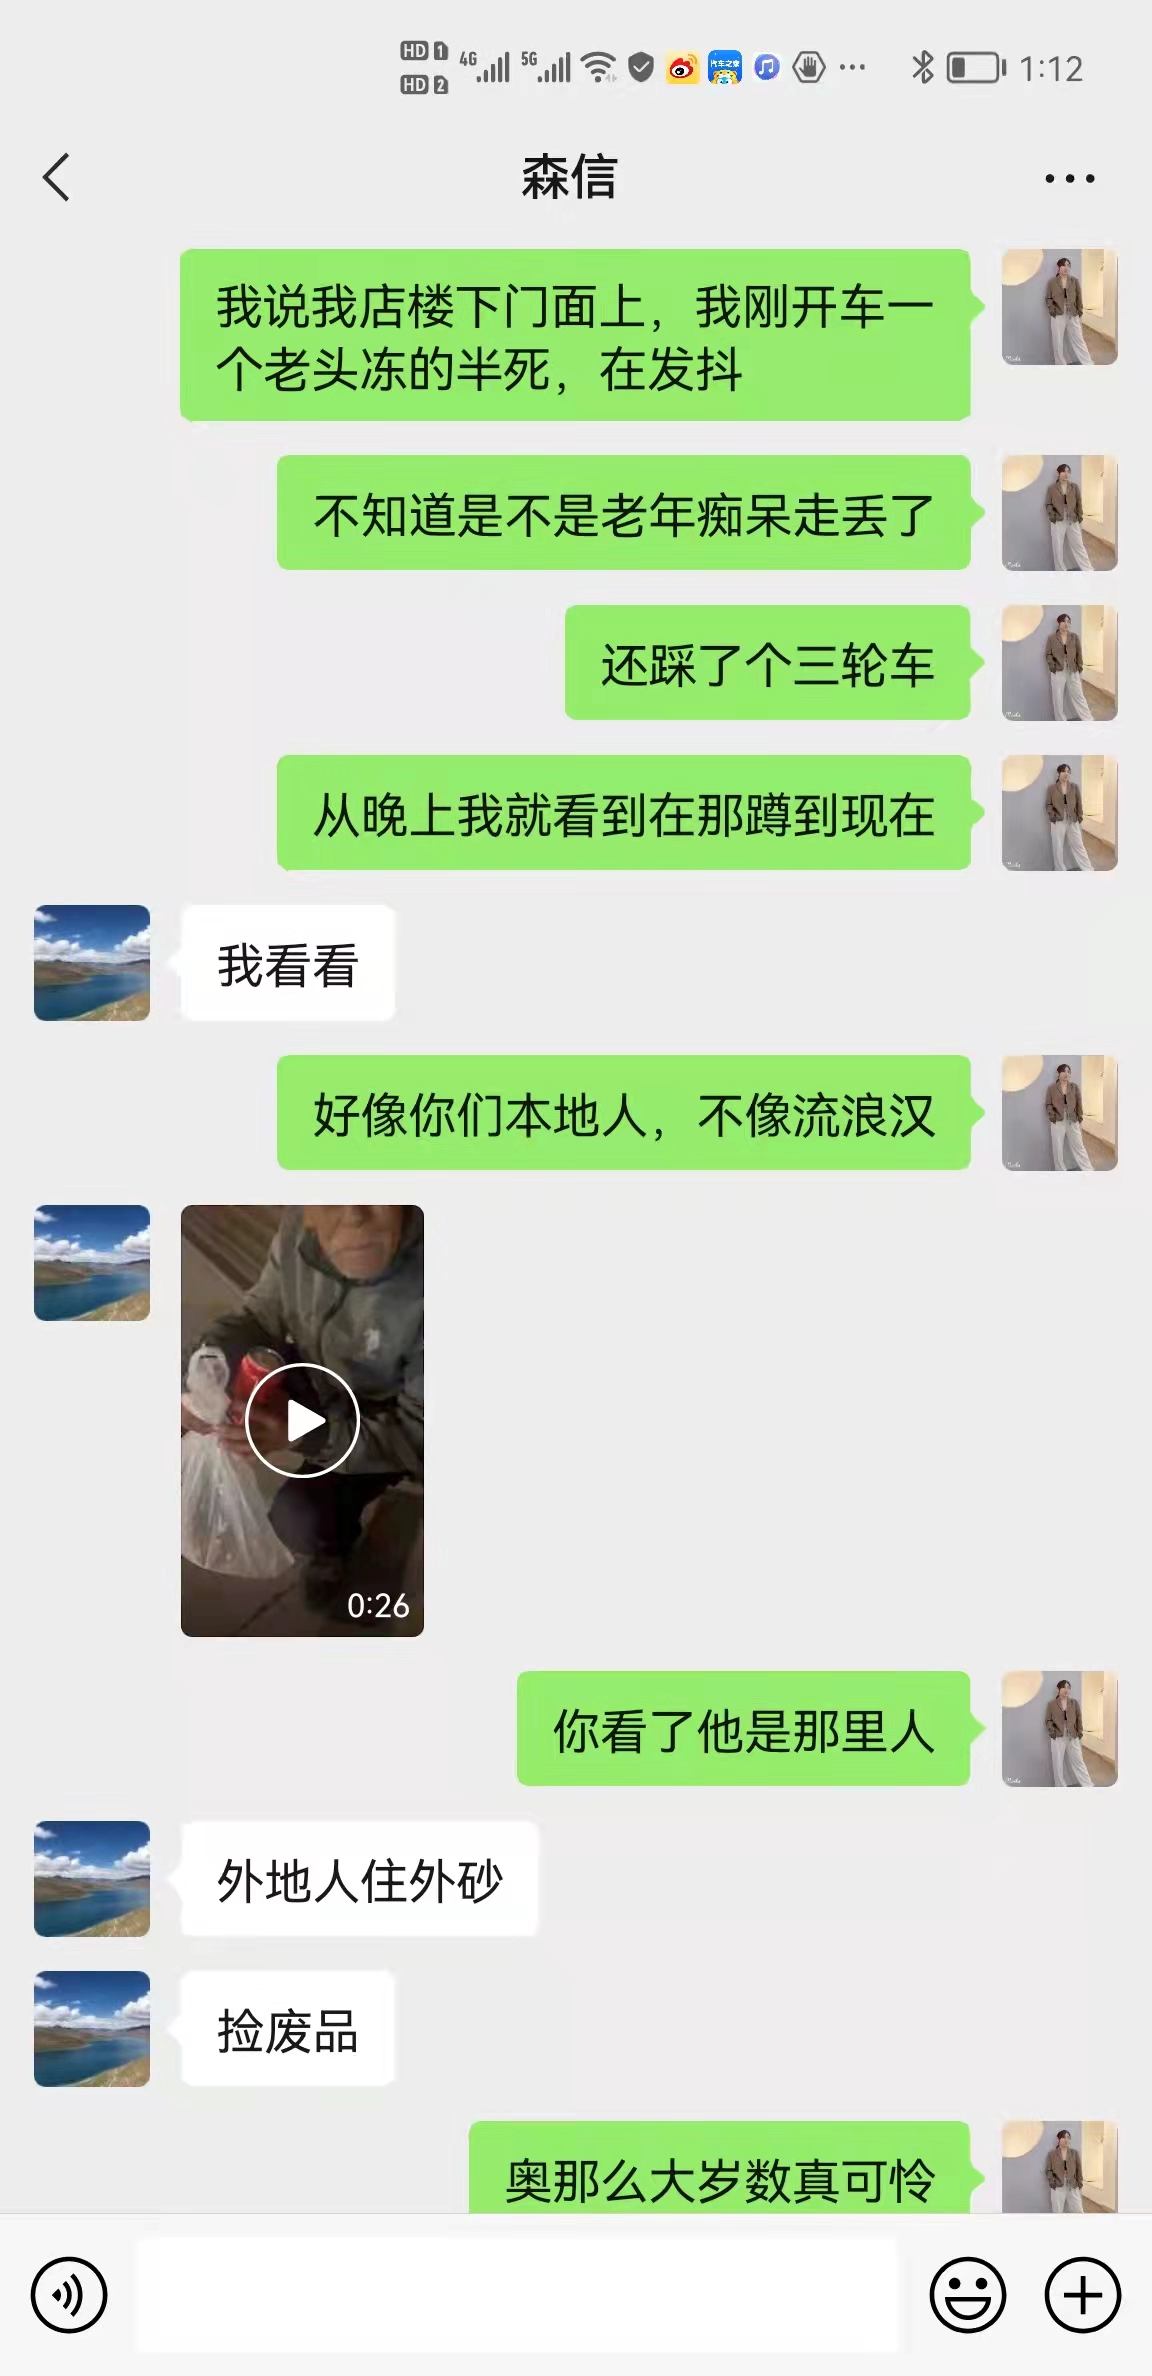 HD 1 4G 5G 汽车之家 1:12
HD 2
森信
我说我店楼下门面上，我刚开车一
个老头冻的半死，在发抖
不知道是不是老年痴呆走丢了
还踩了个三轮车
从晚上我就看到在那蹲到现在
我看看
好像你们本地人，不像流浪汉
0:26
你看了他是那里人
外地人住外砂
捡废品
奥那么大岁数真可怜